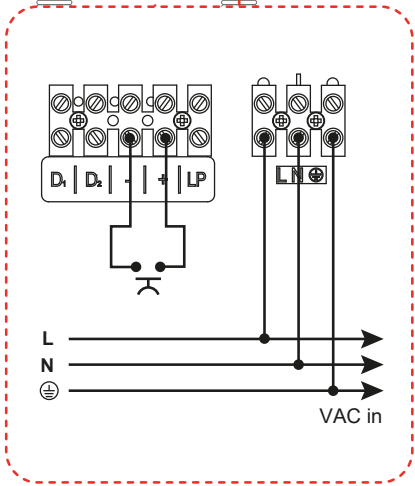 D₁ | D₂ | - | + | LP
L N ⏚
L
N
VAC in